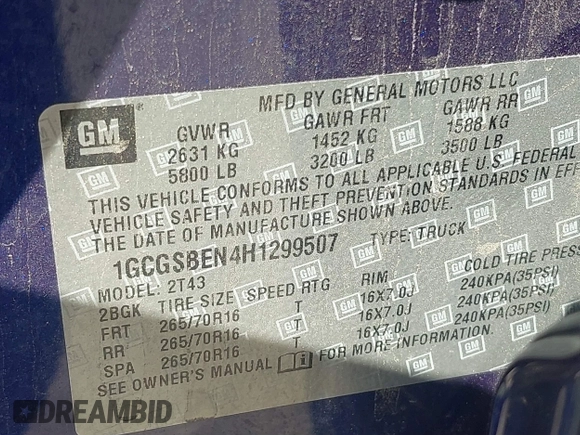 MFD BY GENERAL MOTORS LLC
GM
GVWR GAWR FRT GAWR RR
2631 KG 1452 KG 1588 KG
5800 LB 3200 LB 3500 LB
THIS VEHICLE CONFORMS TO ALL APPLICABLE U.S. FEDERAL
VEHICLE SAFETY AND THEFT PREVENTION STANDARDS IN EFF
THE DATE OF MANUFACTURE SHOWN ABOVE.
1GCGSBEN4H1299507 TYPE: TRUCK
MODEL: 2T43
2BGK TIRE SIZE SPEED RTG RIM COLD TIRE PRES
FRT 265/70R16 T 16X7.0J 240KPA(35PSI)
RR 265/70R16 T 16X7.0J 240KPA(35PSI)
SPA 265/70R16 T 16X7.0J 240KPA(35PSI)
SEE OWNER'S MANUAL FOR MORE INFORMATION.
DREAMBID